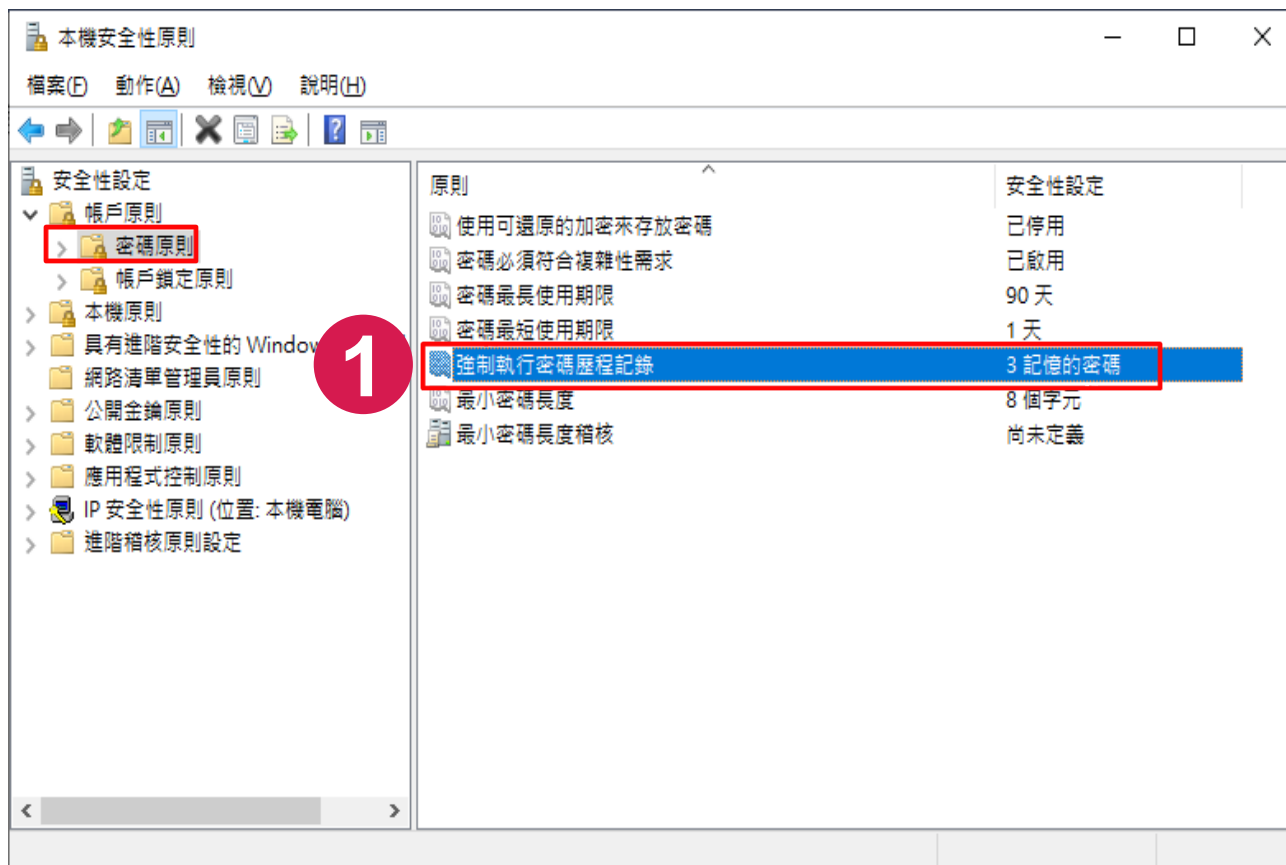 本機安全性原則
檔案(F) 動作(A) 檢視(V) 說明(H)
安全性設定
帳戶原則
密碼原則
帳戶鎖定原則
本機原則
具有進階安全性的 Window
網路清單管理員原則
公開金鑰原則
軟體限制原則
應用程式控制原則
IP 安全性原則 (位置: 本機電腦)
進階稽核原則設定
1
原則 安全性設定
使用可還原的加密來存放密碼 已停用
密碼必須符合複雜性需求 已啟用
密碼最長使用期限 90 天
密碼最短使用期限 1 天
強制執行密碼歷程記錄 3 記憶的密碼
最小密碼長度 8 個字元
最小密碼長度稽核 尚未定義